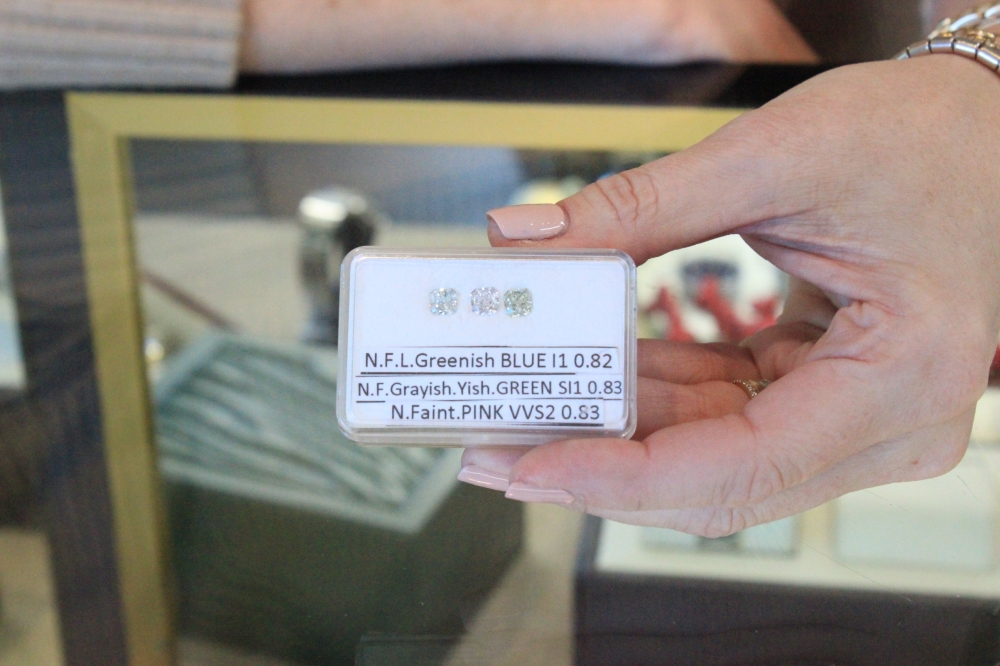 N.F.L.Greenish BLUE I1 0.82
N.F.Grayish.Yish.GREEN SI1 0.83
N.Faint.PINK VVS2 0.83